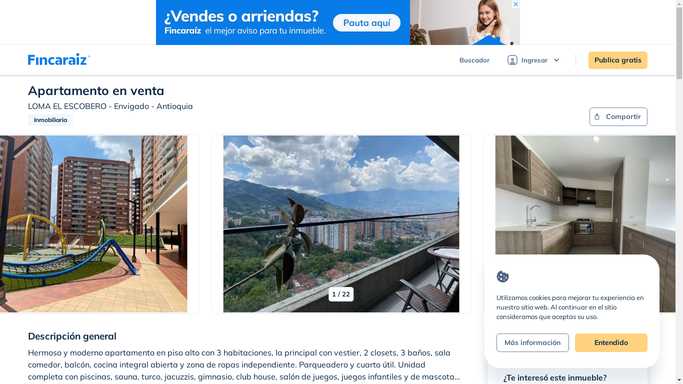 ¿Vendes o arriendas?
Fincaraíz el mejor aviso para tu inmueble.
Pauta aquí
Fincaraíz
Buscador
Ingresar
Publica gratis
Apartamento en venta
LOMA EL ESCOBERO - Envigado - Antioquia
Inmobiliaria
Compartir
1 / 22
Utilizamos cookies para mejorar tu experiencia en
nuestro sitio web. Al continuar en el sitio
consideramos que aceptas su uso.
Más información
Entendido
Descripción general
Hermoso y moderno apartamento en piso alto con 3 habitaciones, la principal con vestier, 2 closets, 3 baños, sala
comedor, balcón, cocina integral abierta y zona de ropas independiente. Parqueadero y cuarto útil. Unidad
completa con piscinas, sauna, turco, jacuzzis, gimnasio, club house, salón de juegos, juegos infantiles y de mascota...
¿Te interesó este inmueble?